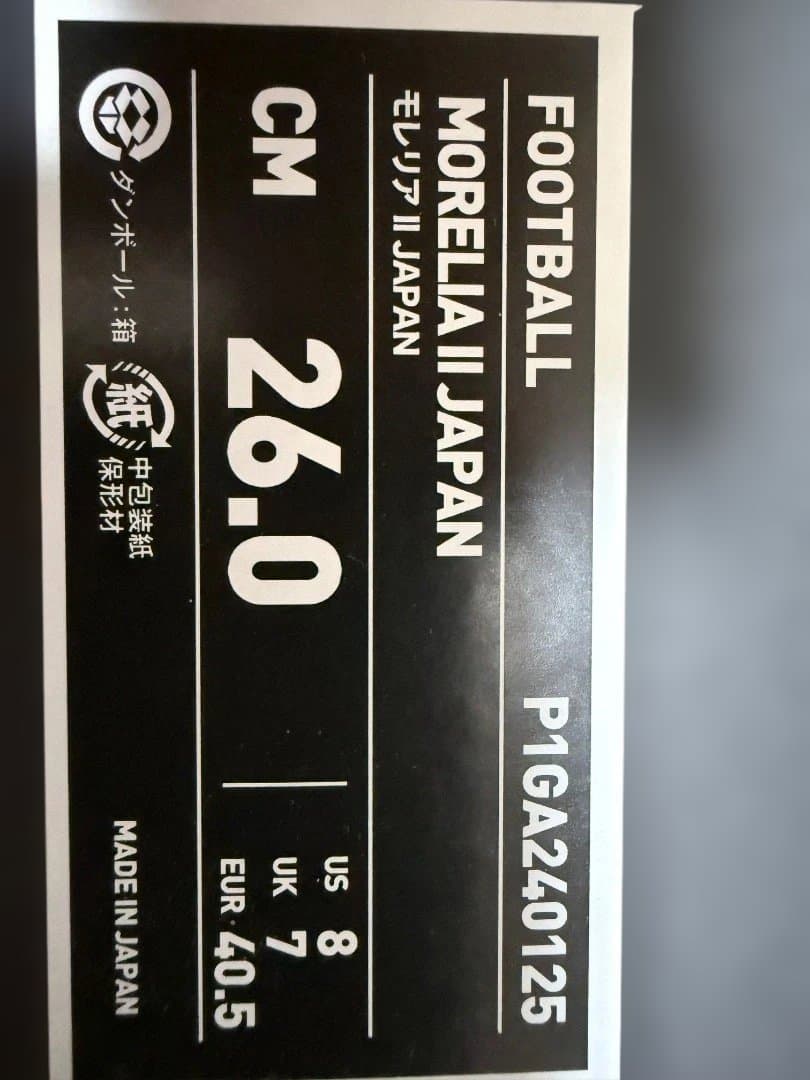 FOOTBALL P1GA240125
MORELIA II JAPAN
モレリア II JAPAN
CM 26.0
US 8
UK 7
EUR 40.5
ダンボール:箱
紙
中包装紙
保形材
MADE IN JAPAN